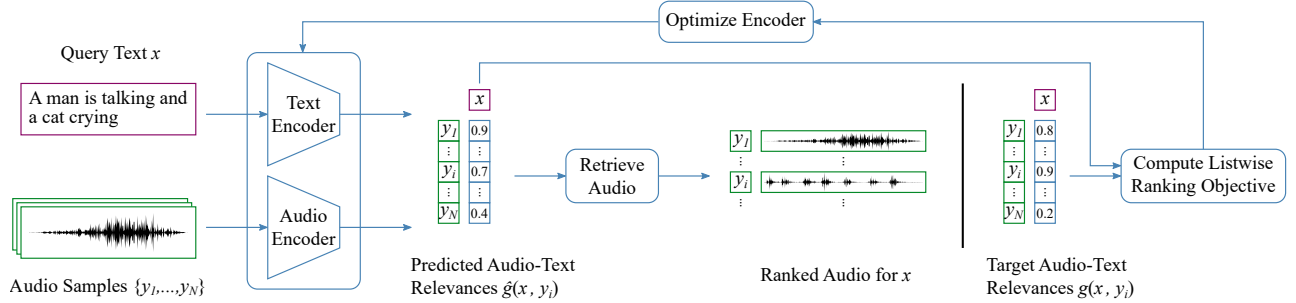 Optimize Encoder
Query Text x
A man is talking and
a cat crying
Text
Encoder
Audio
Encoder
Audio Samples {y1,...,yN}
x
y1 0.9
⋮ ⋮
yi 0.7
⋮ ⋮
yN 0.4
Predicted Audio-Text
Relevances ĝ(x , yi)
Retrieve
Audio
y1
⋮ ⋮
yi
⋮ ⋮
Ranked Audio for x
x
y1 0.8
⋮ ⋮
yi 0.9
⋮ ⋮
yN 0.2
Target Audio-Text
Relevances g(x , yi)
Compute Listwise
Ranking Objective